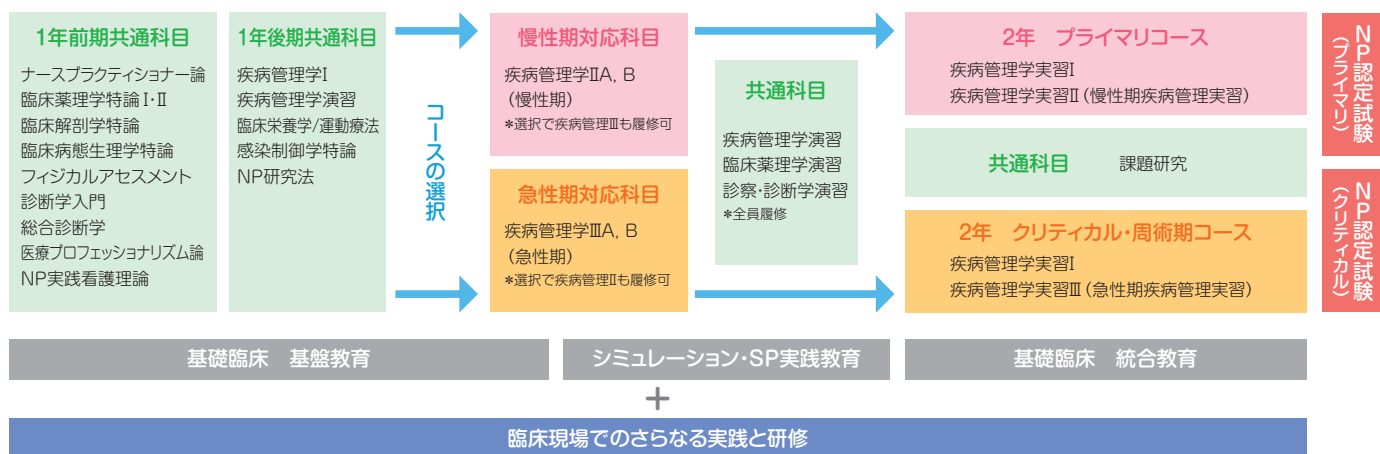 1年前期共通科目
ナースプラクティショナー論
臨床薬理学特論Ⅰ・Ⅱ
臨床解剖学特論
臨床病態生理学特論
フィジカルアセスメント
診断学入門
総合診断学
医療プロフェッショナリズム論
NP実践看護理論
1年後期共通科目
疾病管理学Ⅰ
疾病管理学演習
臨床栄養学/運動療法
感染制御学特論
NP研究法
コースの選択
慢性期対応科目
疾病管理学ⅡA, B
(慢性期)
*選択で疾病管理Ⅲも履修可
急性期対応科目
疾病管理学ⅢA, B
(急性期)
*選択で疾病管理Ⅱも履修可
共通科目
疾病管理学演習
臨床薬理学演習
診察・診断学演習
*全員履修
2年 プライマリコース
疾病管理学実習Ⅰ
疾病管理学実習Ⅱ(慢性期疾病管理実習)
共通科目 課題研究
2年 クリティカル・周術期コース
疾病管理学実習Ⅰ
疾病管理学実習Ⅲ(急性期疾病管理実習)
NP認定試験
(プライマリ)
NP認定試験
(クリティカル)
基礎臨床 基盤教育
シミュレーション・SP実践教育
基礎臨床 統合教育
+
臨床現場でのさらなる実践と研修